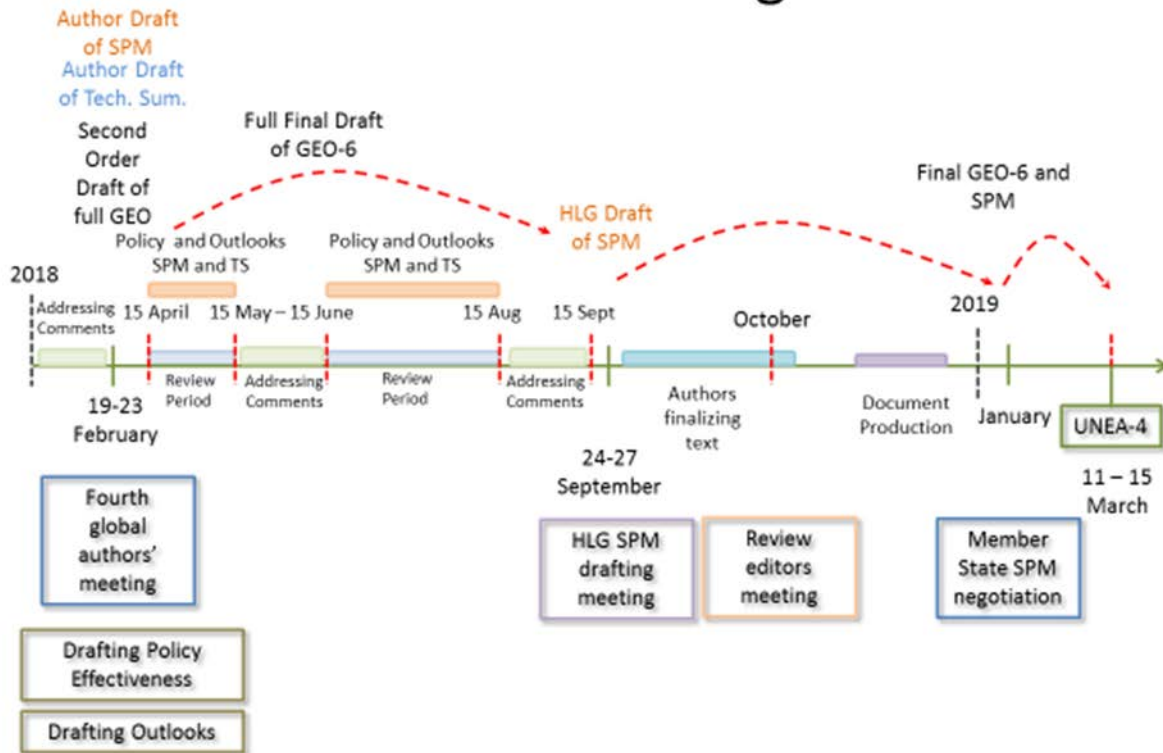 Author Draft
of SPM
Author Draft
of Tech. Sum.
Second
Order
Draft of
full GEO
Full Final Draft
of GEO-6
HLG Draft
of SPM
Final GEO-6 and
SPM
Policy and Outlooks
SPM and TS
Policy and Outlooks
SPM and TS
2018
Addressing
Comments
15 April
15 May – 15 June
15 Aug
15 Sept
October
2019
Review
Period
Addressing
Comments
Review
Period
Addressing
Comments
Authors
finalizing
text
Document
Production
January
UNEA-4
19-23
February
24-27
September
11 – 15
March
Fourth
global
authors'
meeting
HLG SPM
drafting
meeting
Review
editors
meeting
Member
State SPM
negotiation
Drafting Policy
Effectiveness
Drafting Outlooks